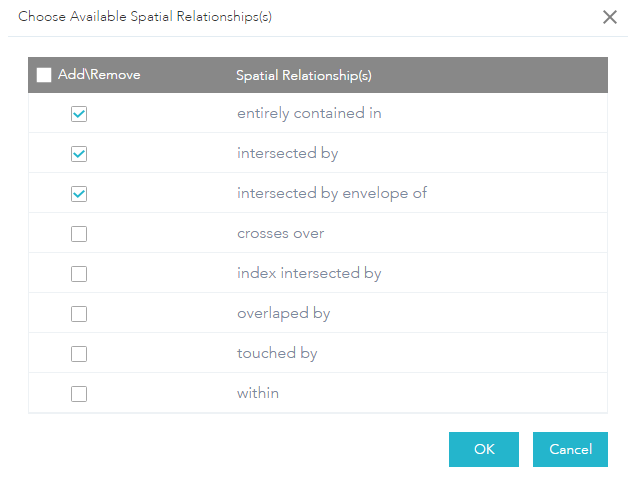 Choose Available Spatial Relationships(s)
Add\Remove Spatial Relationship(s)
entirely contained in
intersected by
intersected by envelope of
crosses over
index intersected by
overlaped by
touched by
within
OK Cancel